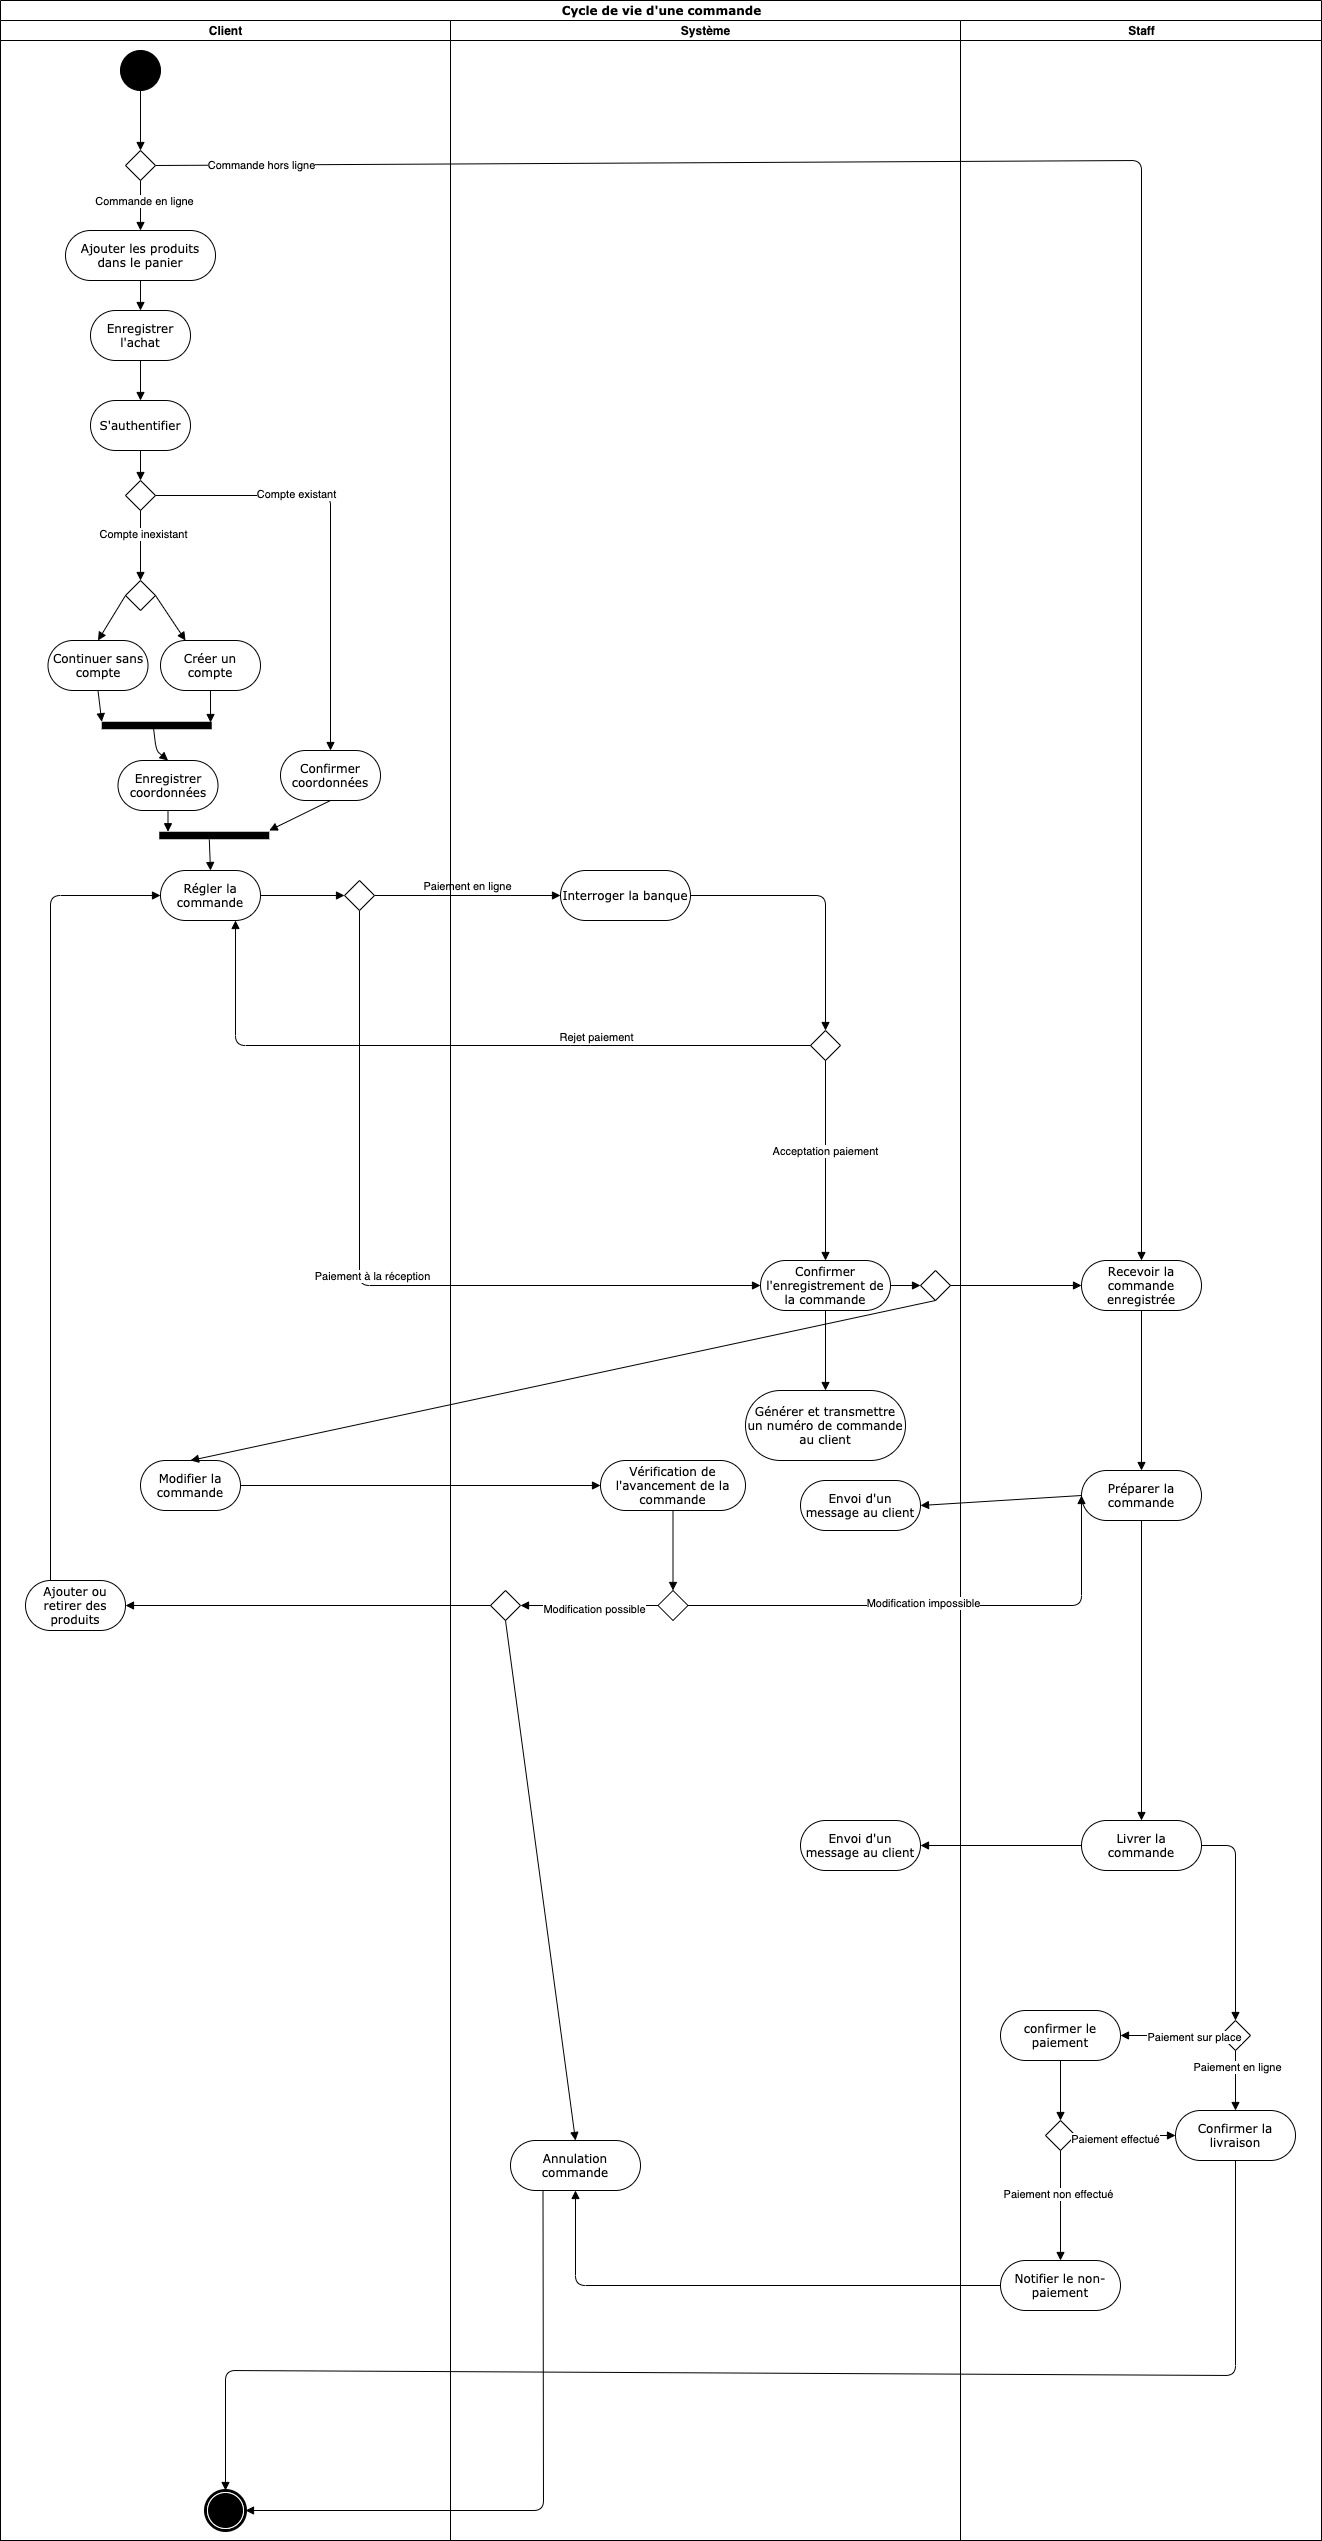 Cycle de vie d'une commande
Client
Système
Staff
Commande hors ligne
Commande en ligne
Ajouter les produits
dans le panier
Enregistrer
l'achat
S'authentifier
Compte existant
Compte inexistant
Continuer sans
compte
Créer un
compte
Enregistrer
coordonnées
Confirmer
coordonnées
Régler la
commande
Paiement en ligne
Interroger la banque
Rejet paiement
Acceptation paiement
Paiement à la réception
Confirmer
l'enregistrement de
la commande
Recevoir la
commande
enregistrée
Générer et transmettre
un numéro de commande
au client
Modifier la
commande
Vérification de
l'avancement de la
commande
Envoi d'un
message au client
Préparer la
commande
Ajouter ou
retirer des
produits
Modification possible
Modification impossible
Envoi d'un
message au client
Livrer la
commande
confirmer le
paiement
Paiement sur place
Paiement en ligne
Paiement effectué
Confirmer la
livraison
Annulation
commande
Paiement non effectué
Notifier le non-
paiement